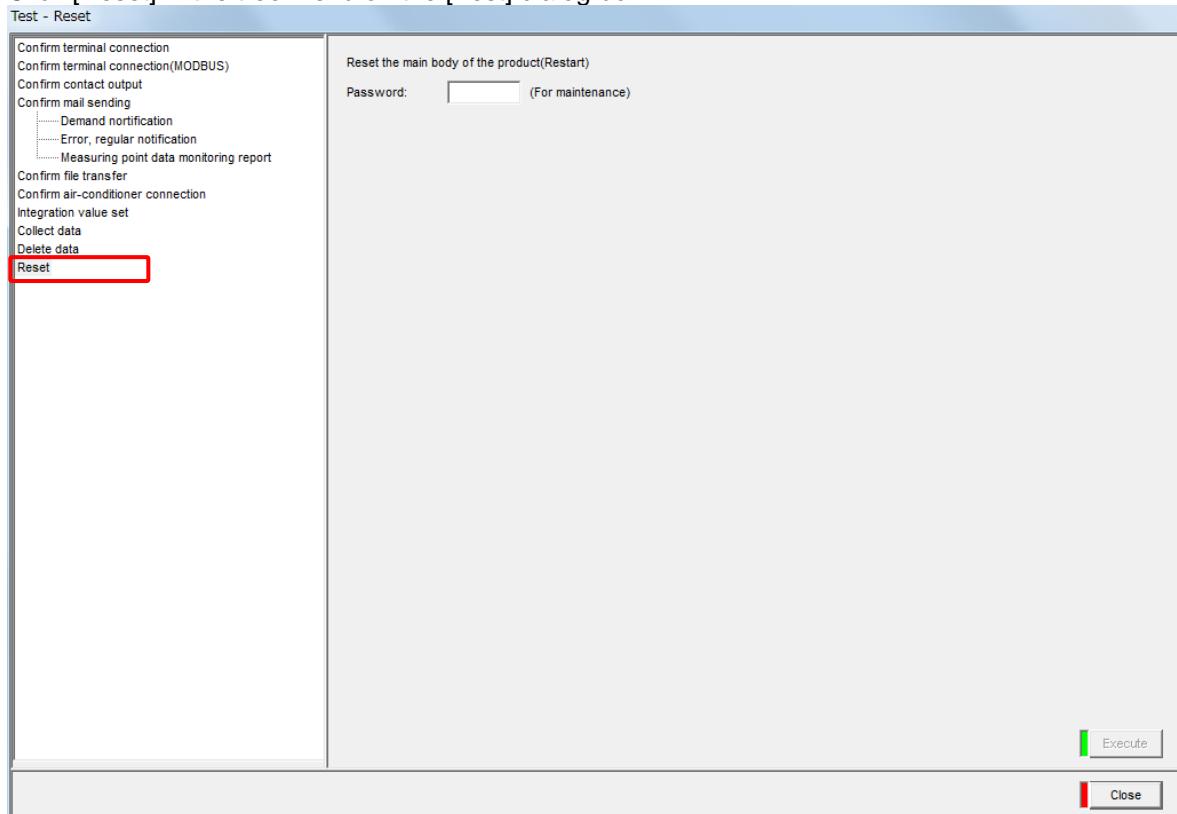 Test - Reset
Confirm terminal connection
Confirm terminal connection(MODBUS)
Confirm contact output
Confirm mail sending
Demand nortification
Error, regular notification
Measuring point data monitoring report
Confirm file transfer
Confirm air-conditioner connection
Integration value set
Collect data
Delete data
Reset
Reset the main body of the product(Restart)
Password: (For maintenance)
Execute
Close